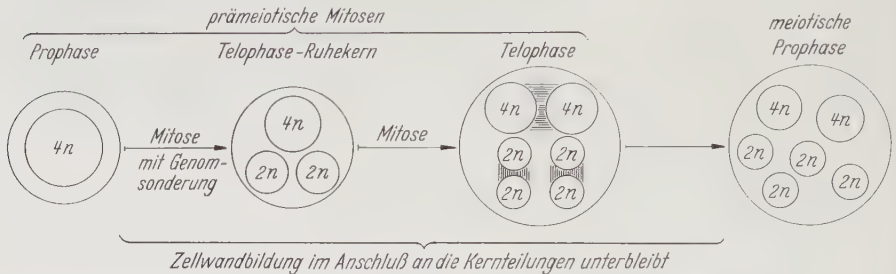 prämeiotische Mitosen
Prophase
Telophase-Ruhekern
Telophase
meiotische
Prophase
4n
Mitose
mit Genom-
sonderung
4n
2n 2n
Mitose
4n 4n
2n 2n
2n 2n
4n 4n
2n 2n
2n 2n
Zellwandbildung im Anschluß an die Kernteilungen unterbleibt